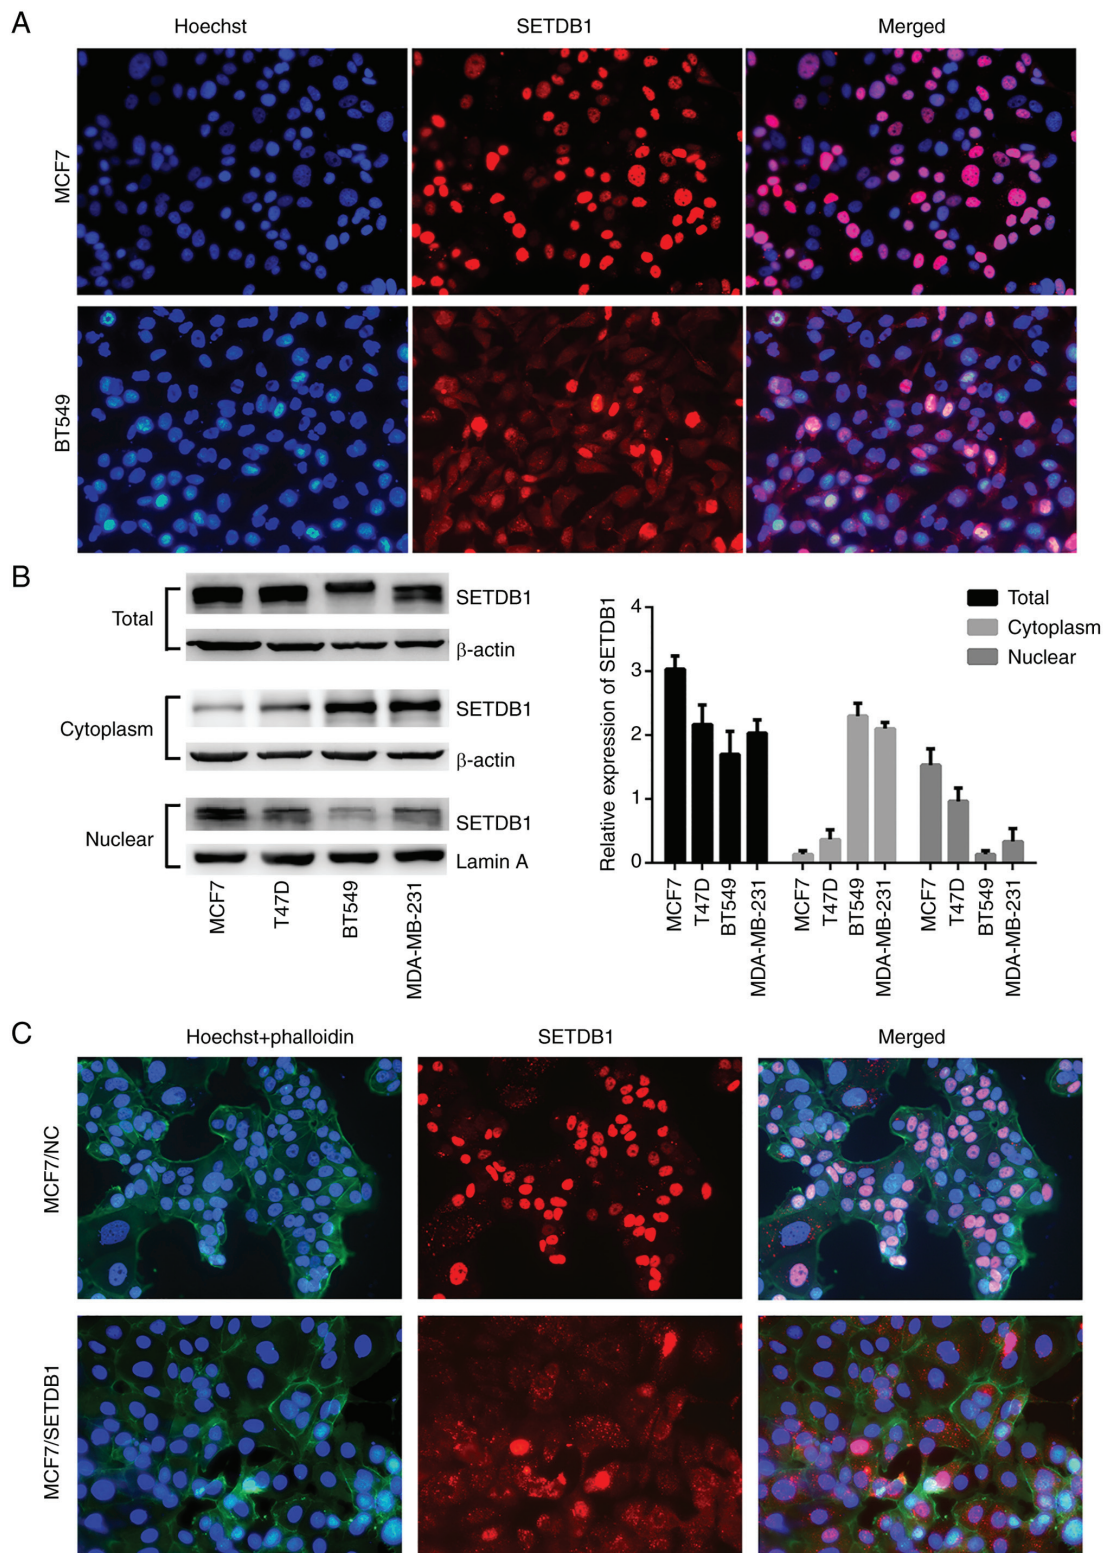 A
Hoechst
SETDB1
Merged
MCF7
BT549
B
Total
SETDB1
β-actin
Cytoplasm
SETDB1
β-actin
Nuclear
SETDB1
Lamin A
MCF7
T47D
BT549
MDA-MB-231
Relative expression of SETDB1
4
3
2
1
0
Total
Cytoplasm
Nuclear
MCF7
T47D
BT549
MDA-MB-231
MCF7
T47D
BT549
MDA-MB-231
MCF7
T47D
BT549
MDA-MB-231
C
Hoechst+phalloidin
SETDB1
Merged
MCF7/NC
MCF7/SETDB1